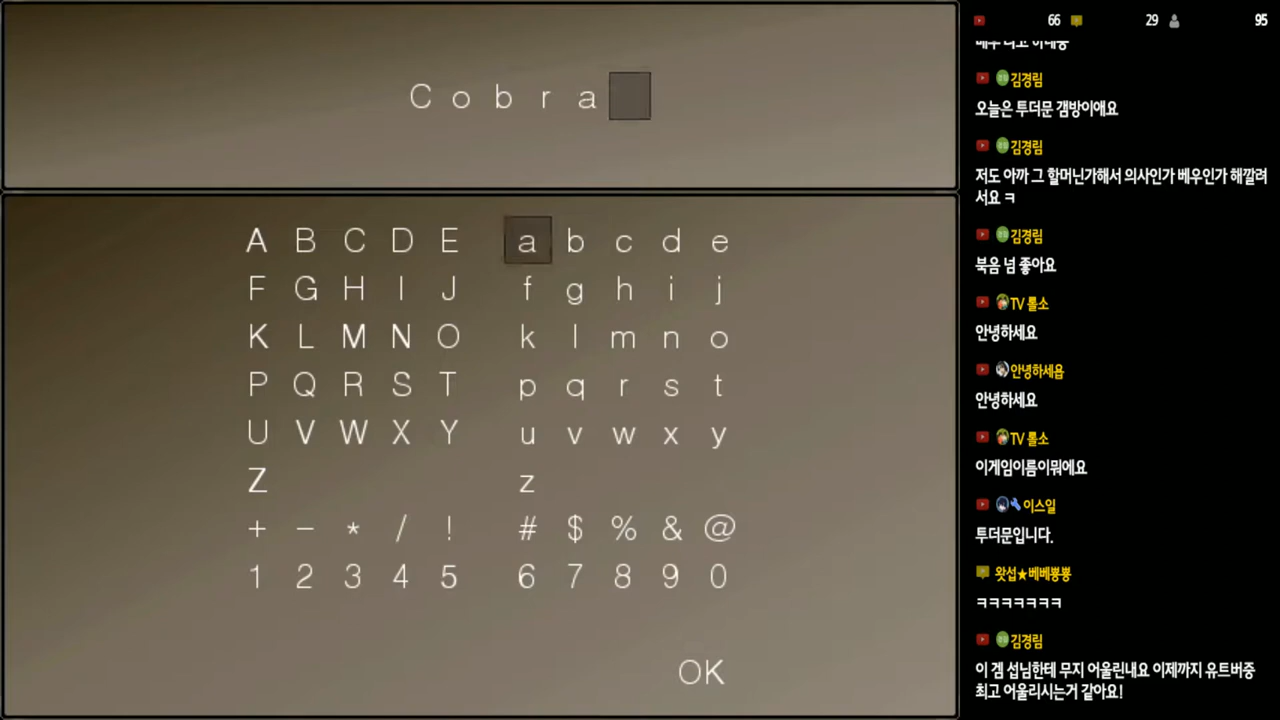 Cobra
A B C D E a b c d e
F G H I J f g h i j
K L M N O k l m n o
P Q R S T p q r s t
U V W X Y u v w x y
Z z
+ - * / ! # $ % & @
1 2 3 4 5 6 7 8 9 0
OK
66 29 95
김경림
오늘은 투더문 갬방이애요
김경림
저도 아까 그 할머닌가해서 의사인가 베우인가 해깔려
서요 ㅋ
김경림
북음 넘 좋아요
TV 롤소
안녕하세요
안녕하세욥
안녕하세요
TV 롤소
이게임이름이뭐에요
이스일
투더문입니다.
왓섭★베베뿅뿅
ㅋㅋㅋㅋㅋㅋㅋ
김경림
이 겜 섭님한테 무지 어울린내요 이제까지 유트버중
최고 어울리시는거 같아요!